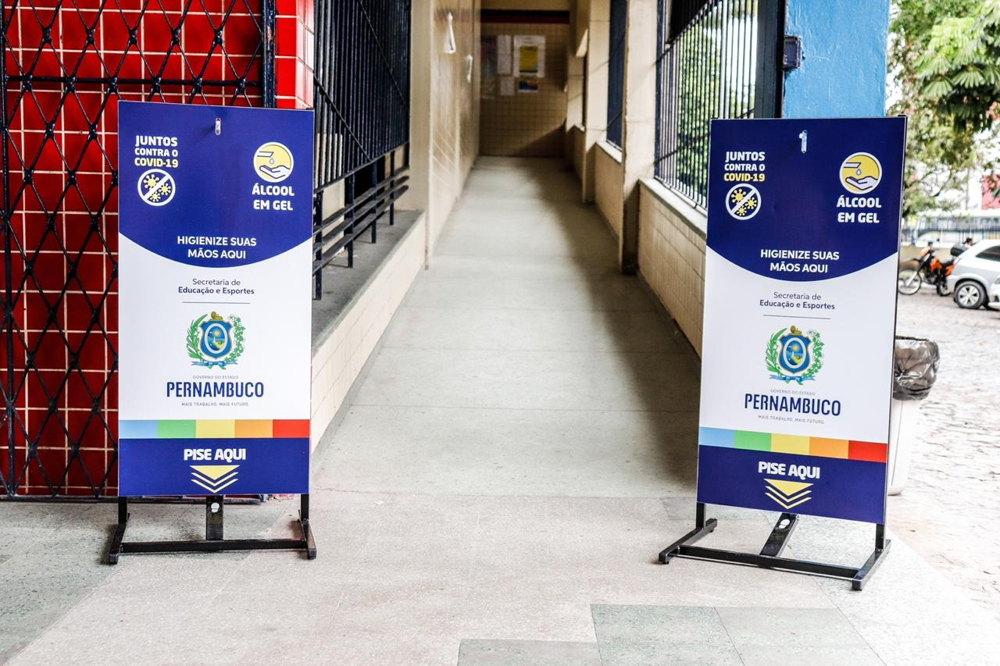 JUNTOS
CONTRA O
COVID-19
ÁLCOOL
EM GEL
HIGIENIZE SUAS
MÃOS AQUI
Secretaria de
Educação e Esportes
GOVERNO DO ESTADO
PERNAMBUCO
MAIS TRABALHO. MAIS FUTURO.
PISE AQUI
JUNTOS
CONTRA O
COVID-19
ÁLCOOL
EM GEL
HIGIENIZE SUAS
MÃOS AQUI
Secretaria de
Educação e Esportes
GOVERNO DO ESTADO
PERNAMBUCO
MAIS TRABALHO. MAIS FUTURO.
PISE AQUI